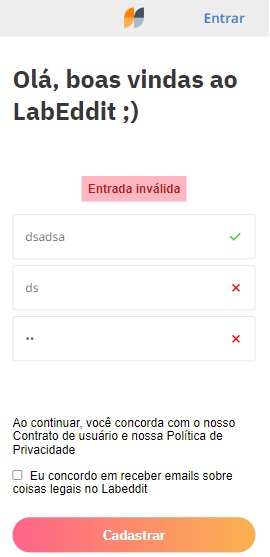 Entrar
Olá, boas vindas ao
LabEddit ;)
Entrada inválida
dsadsa
ds
••
Ao continuar, você concorda com o nosso
Contrato de usuário e nossa Política de
Privacidade
Eu concordo em receber emails sobre
coisas legais no Labeddit
Cadastrar